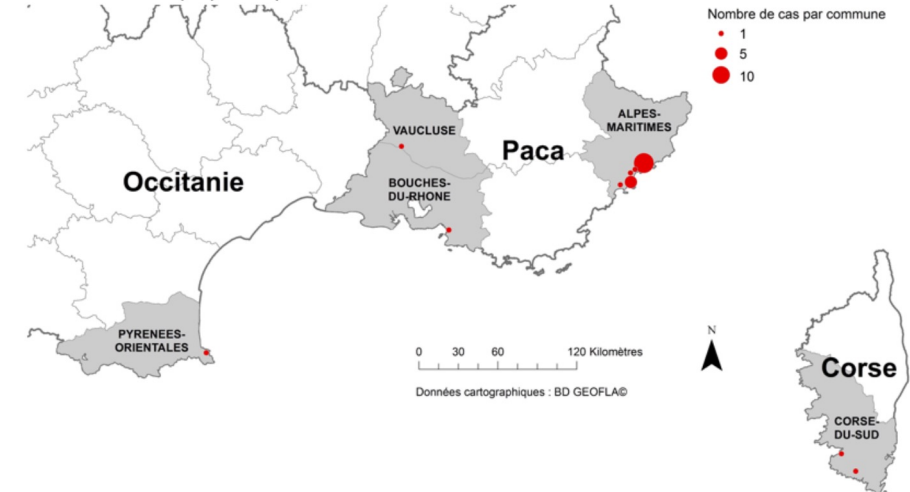 Nombre de cas par commune
1
5
10
ALPES-
MARITIMES
VAUCLUSE
Paca
Occitanie
BOUCHES-
DU-RHONE
PYRENEES-
ORIENTALES
N
0 30 60 120 Kilomètres
Données cartographiques : BD GEOFLA©
Corse
CORSE-
DU-SUD